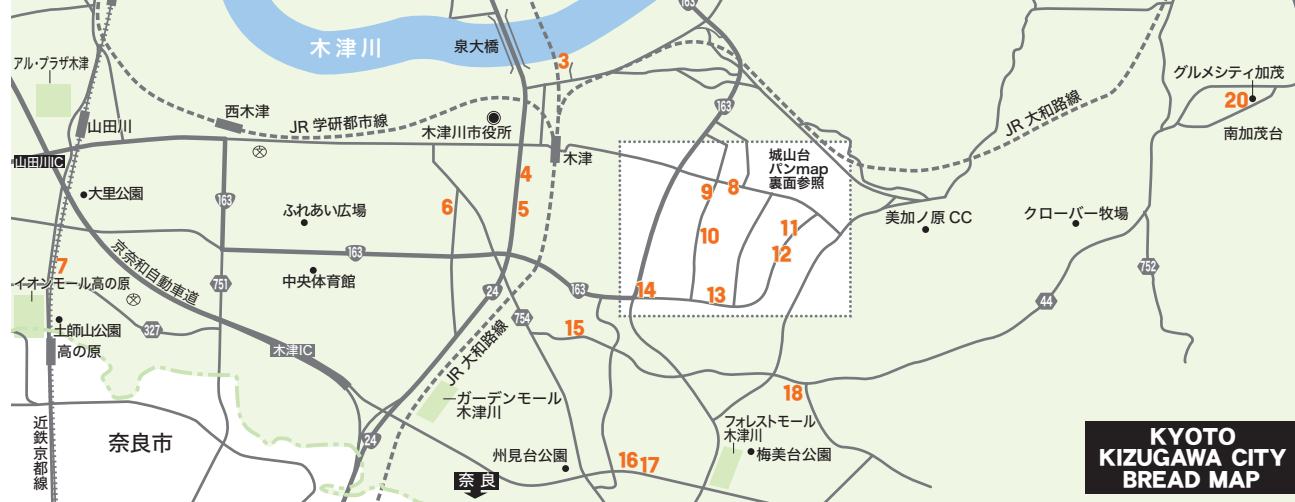 163
木津川
泉大橋
3
アル・プラザ木津
グルメシティ加茂
20
南加茂台
山田川
西木津
JR 学研都市線
木津川市役所
163
JR 大和路線
山田川IC
木津
城山台
パンmap
裏面参照
大里公園
163
4
5
6
9
8
ふれあい広場
10
11
12
美加ノ原 CC
クローバー牧場
7
京奈和自動車道
163
イオンモール高の原
751
中央体育館
752
土師山公園
327
24
163
14
13
44
高の原
木津IC
754
15
JR 大和路線
18
ガーデンモール
木津川
近鉄京都線
奈良市
24
フォレストモール
木津川
州見台公園
16
17
梅美台公園
奈良
KYOTO
KIZUGAWA CITY
BREAD MAP